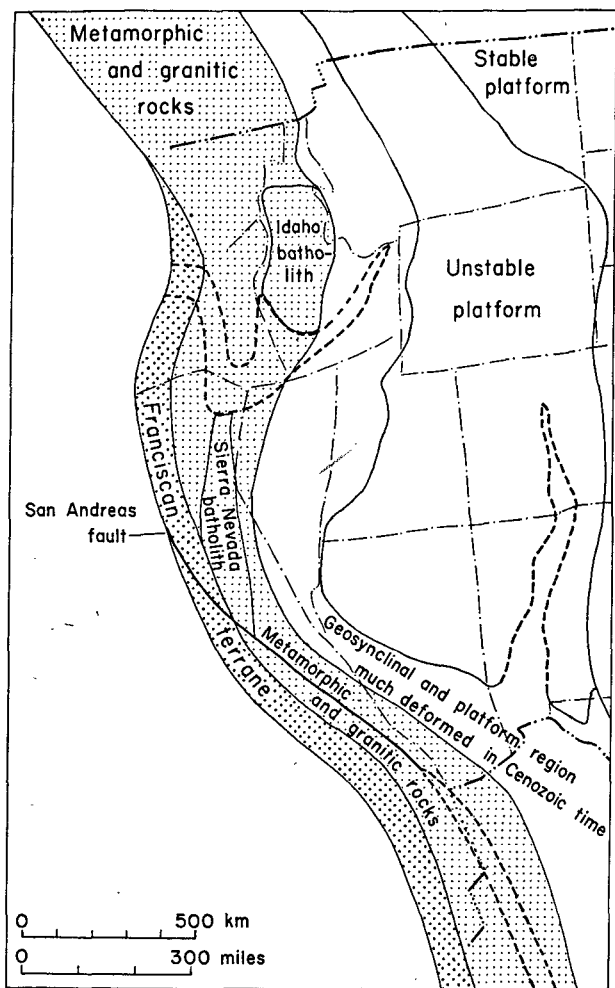 Metamorphic
and granitic
rocks
Stable
platform
Idaho
batho-
lith
Unstable
platform
Franciscan
terrane
Sierra Nevada
batholith
San Andreas
fault
Metamorphic
and granitic
rocks
Geosynclinal and platform region
much deformed in Cenozoic time
0 500 km
0 300 miles